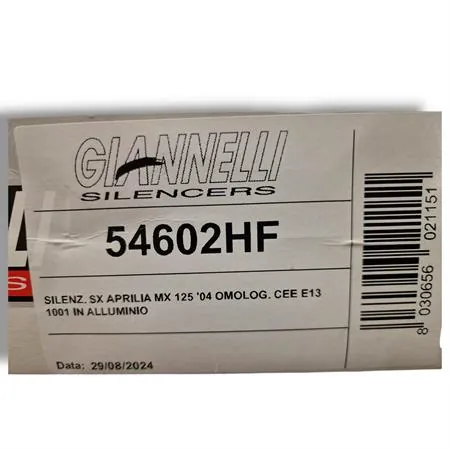 GIANNELLI
SILENCERS
54602HF
SILENZ. SX APRILIA MX 125 '04 OMOLOG. CEE E13
1001 IN ALLUMINIO
Data: 29/08/2024
8 030656 021151